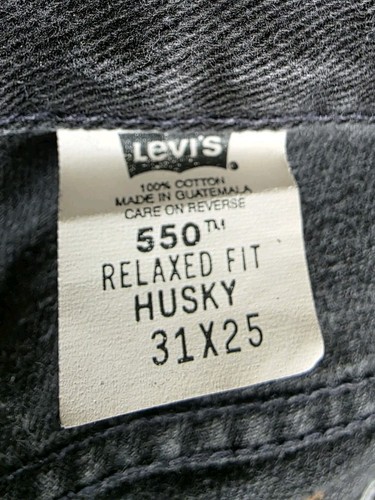 Levi's
100% COTTON
MADE IN GUATEMALA
CARE ON REVERSE
550™
RELAXED FIT
HUSKY
31X25